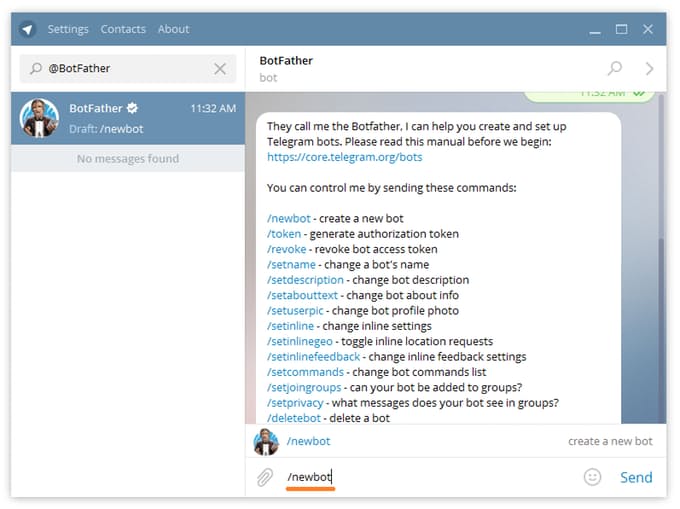 Settings Contacts About
@BotFather
BotFather
bot
BotFather 11:32 AM
Draft: /newbot
No messages found
11:32 AM
They call me the Botfather, I can help you create and set up
Telegram bots. Please read this manual before we begin:
https://core.telegram.org/bots
You can control me by sending these commands:
/newbot - create a new bot
/token - generate authorization token
/revoke - revoke bot access token
/setname - change a bot's name
/setdescription - change bot description
/setabouttext - change bot about info
/setuserpic - change bot profile photo
/setinline - change inline settings
/setinlinegeo - toggle inline location requests
/setinlinefeedback - change inline feedback settings
/setcommands - change bot commands list
/setjoingroups - can your bot be added to groups?
/setprivacy - what messages does your bot see in groups?
/deletebot - delete a bot
/newbot create a new bot
/newbot Send